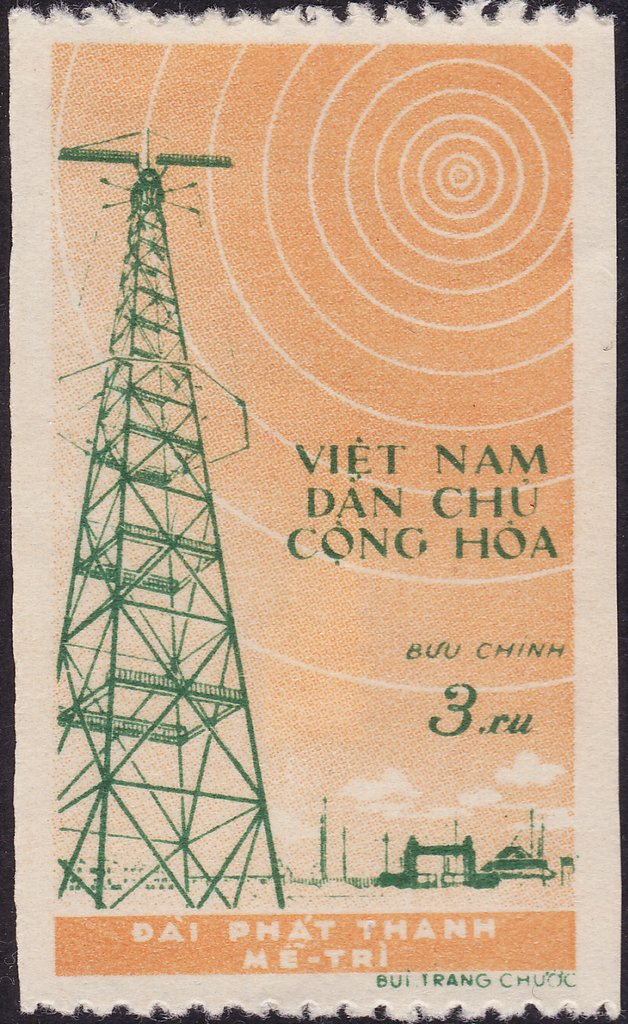 VIỆT NAM
DÂN CHỦ
CỘNG HÒA
BƯU CHÍNH
3.xu
ĐÀI PHÁT THANH
MỄ-TRÌ
BÙI TRANG CHƯỚC